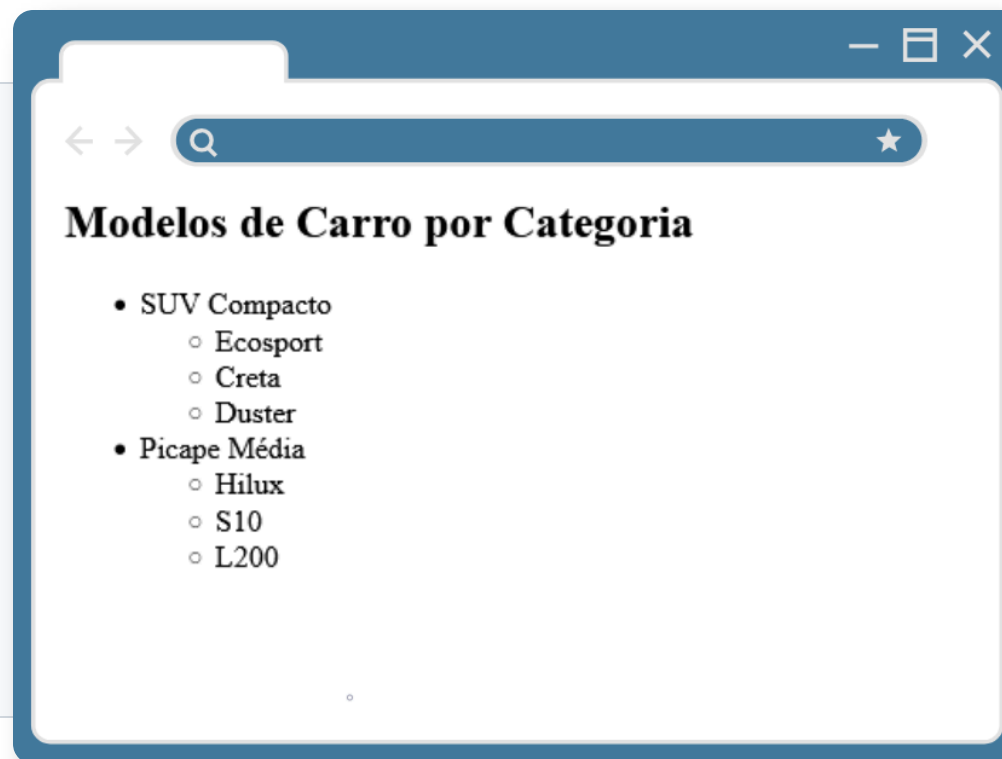 Modelos de Carro por Categoria
SUV Compacto
Ecosport
Creta
Duster
Picape Média
Hilux
S10
L200